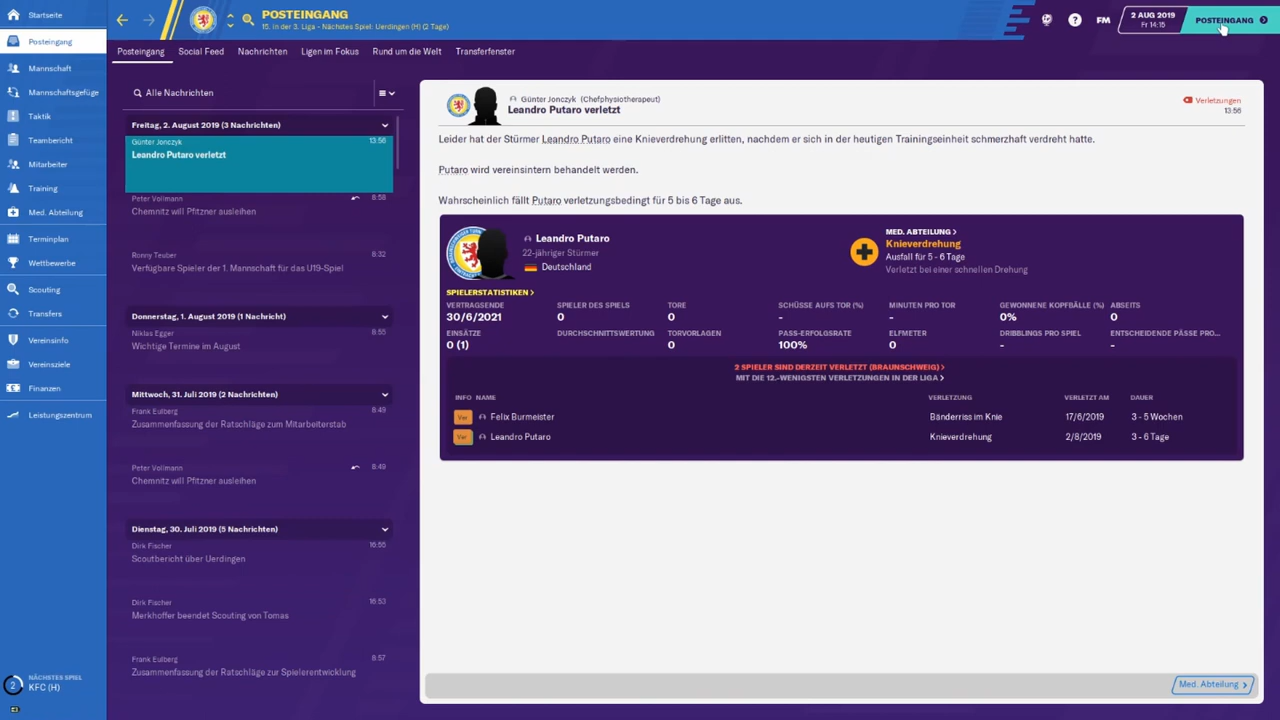 Startseite
Posteingang
Mannschaft
Mannschaftsgefüge
Taktik
Teambericht
Mitarbeiter
Training
Med. Abteilung
Terminplan
Wettbewerbe
Scouting
Transfers
Vereinsinfo
Vereinsziele
Finanzen
Leistungszentrum
2
NÄCHSTES SPIEL
KFC (H)
POSTEINGANG
15. in der 3. Liga - Nächstes Spiel: Uerdingen (H) (2 Tage)
?
FM
2 AUG 2019
Fr 14:15
POSTEINGANG
Posteingang Social Feed Nachrichten Ligen im Fokus Rund um die Welt Transferfenster
Alle Nachrichten
Freitag, 2. August 2019 (3 Nachrichten)
Günter Jonczyk 13:56
Leandro Putaro verletzt
Peter Vollmann 8:58
Chemnitz will Pfitzner ausleihen
Ronny Teuber 8:32
Verfügbare Spieler der 1. Mannschaft für das U19-Spiel
Donnerstag, 1. August 2019 (1 Nachricht)
Niklas Egger 8:55
Wichtige Termine im August
Mittwoch, 31. Juli 2019 (2 Nachrichten)
Frank Eulberg 8:49
Zusammenfassung der Ratschläge zum Mitarbeiterstab
Peter Vollmann 8:49
Chemnitz will Pfitzner ausleihen
Dienstag, 30. Juli 2019 (5 Nachrichten)
Dirk Fischer 16:55
Scoutbericht über Uerdingen
Dirk Fischer 16:53
Merkhoffer beendet Scouting von Tomas
Frank Eulberg 8:57
Zusammenfassung der Ratschläge zur Spielerentwicklung
Günter Jonczyk (Chefphysiotherapeut)
Leandro Putaro verletzt
Verletzungen
13:56
Leider hat der Stürmer Leandro Putaro eine Knieverdrehung erlitten, nachdem er sich in der heutigen Trainingseinheit schmerzhaft verdreht hatte.
Putaro wird vereinsintern behandelt werden.
Wahrscheinlich fällt Putaro verletzungsbedingt für 5 bis 6 Tage aus.
Leandro Putaro
22-jähriger Stürmer
Deutschland
MED. ABTEILUNG >
Knieverdrehung
Ausfall für 5 - 6 Tage
Verletzt bei einer schnellen Drehung
SPIELERSTATISTIKEN >
VERTRAGSENDE SPIELER DES SPIELS TORE SCHÜSSE AUFS TOR (%) MINUTEN PRO TOR GEWONNENE KOPFBÄLLE (%) ABSEITS
30/6/2021 0 0 - - 0% 0
EINSÄTZE DURCHSCHNITTSWERTUNG TORVORLAGEN PASS-ERFOLGSRATE ELFMETER DRIBBLINGS PRO SPIEL ENTSCHEIDENDE PÄSSE PRO...
0 (1) 0 100% 0 - -
2 SPIELER SIND DERZEIT VERLETZT (BRAUNSCHWEIG) >
MIT DIE 12.-WENIGSTEN VERLETZUNGEN IN DER LIGA >
INFO NAME VERLETZUNG VERLETZT AM DAUER
Ver Felix Burmeister Bänderriss im Knie 17/6/2019 3 - 5 Wochen
Ver Leandro Putaro Knieverdrehung 2/8/2019 3 - 6 Tage
Med. Abteilung >